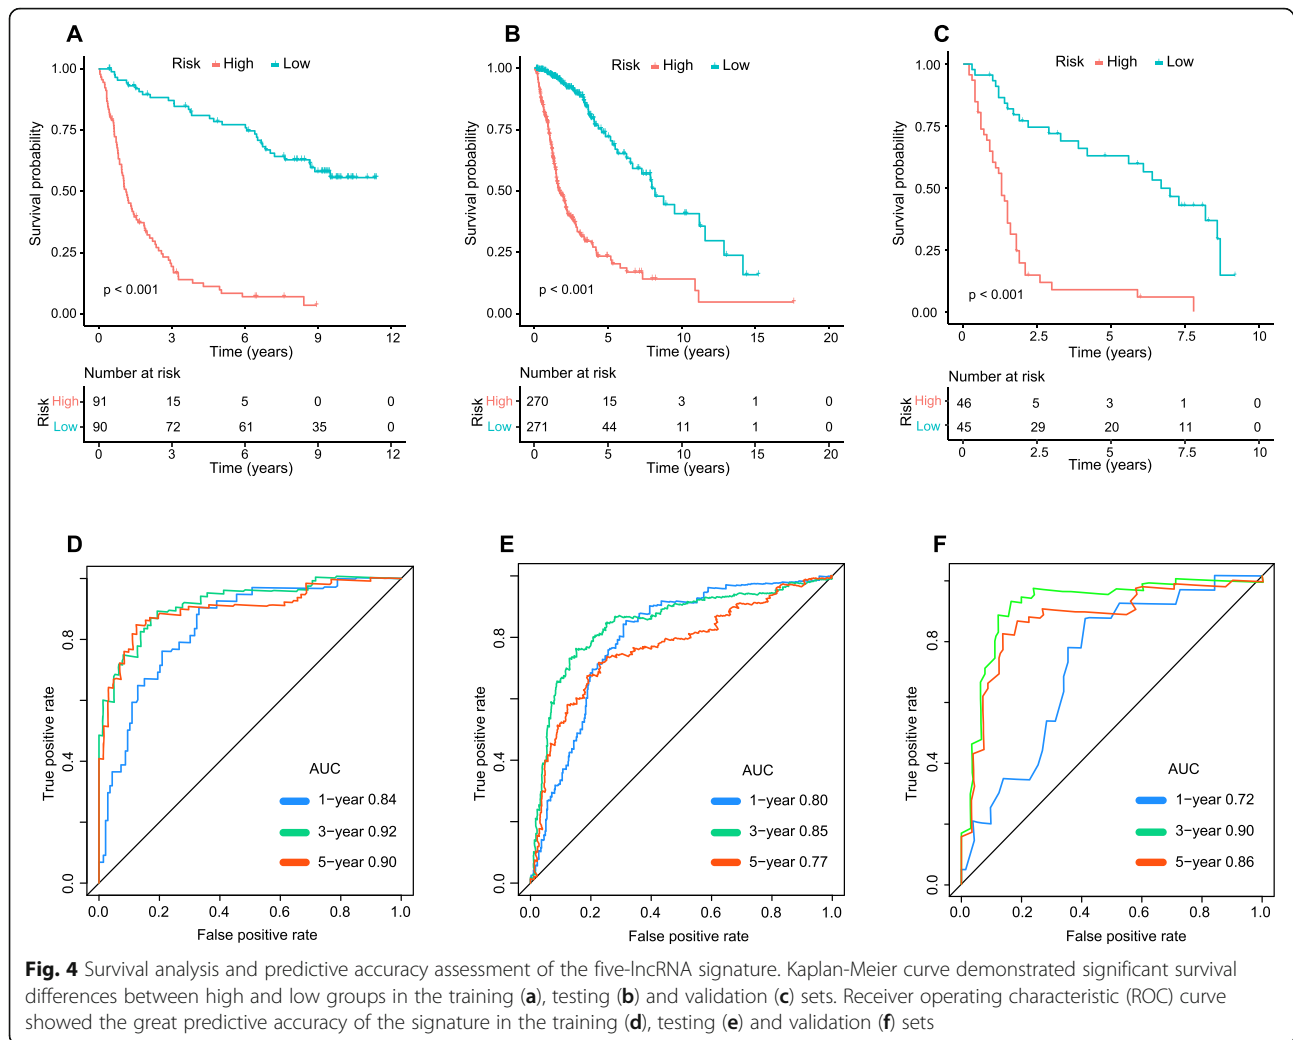 A
Risk High Low
1.00
0.75
0.50
0.25
0.00
Survival probability
p < 0.001
0 3 6 9 12
Time (years)
Number at risk
Risk
High 91 15 5 0 0
Low 90 72 61 35 0
0 3 6 9 12
Time (years)
B
Risk High Low
1.00
0.75
0.50
0.25
0.00
Survival probability
p < 0.001
0 5 10 15 20
Time (years)
Number at risk
Risk
High 270 15 3 1 0
Low 271 44 11 1 0
0 5 10 15 20
Time (years)
C
Risk High Low
1.00
0.75
0.50
0.25
0.00
Survival probability
p < 0.001
0 2.5 5 7.5 10
Time (years)
Number at risk
Risk
High 46 5 3 1 0
Low 45 29 20 11 0
0 2.5 5 7.5 10
Time (years)
D
True positive rate
0.8
0.4
0.0
AUC
1−year 0.84
3−year 0.92
5−year 0.90
0.0 0.2 0.4 0.6 0.8 1.0
False positive rate
E
True positive rate
0.8
0.4
0.0
AUC
1−year 0.80
3−year 0.85
5−year 0.77
0.0 0.2 0.4 0.6 0.8 1.0
False positive rate
F
True positive rate
0.8
0.4
0.0
AUC
1−year 0.72
3−year 0.90
5−year 0.86
0.0 0.2 0.4 0.6 0.8 1.0
False positive rate
Fig. 4 Survival analysis and predictive accuracy assessment of the five-lncRNA signature. Kaplan-Meier curve demonstrated significant survival
differences between high and low groups in the training (a), testing (b) and validation (c) sets. Receiver operating characteristic (ROC) curve
showed the great predictive accuracy of the signature in the training (d), testing (e) and validation (f) sets